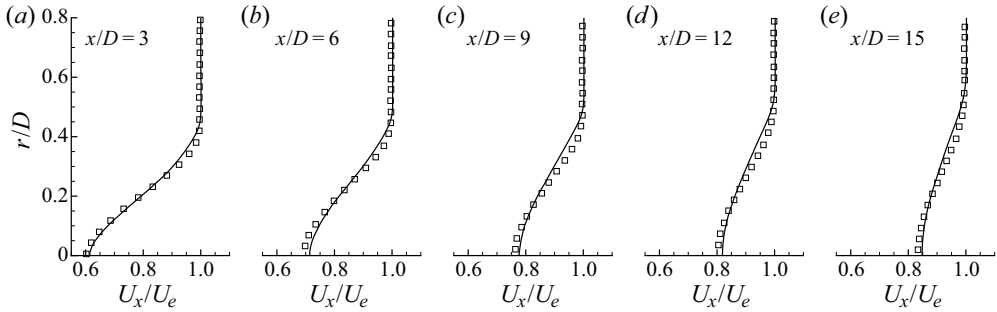 (a) (b) (c) (d) (e)
x/D = 3 x/D = 6 x/D = 9 x/D = 12 x/D = 15
0.8
0.6
0.4
0.2
0
r/D
0.6 0.8 1.0 0.6 0.8 1.0 0.6 0.8 1.0 0.6 0.8 1.0 0.6 0.8 1.0
U_x/U_e U_x/U_e U_x/U_e U_x/U_e U_x/U_e